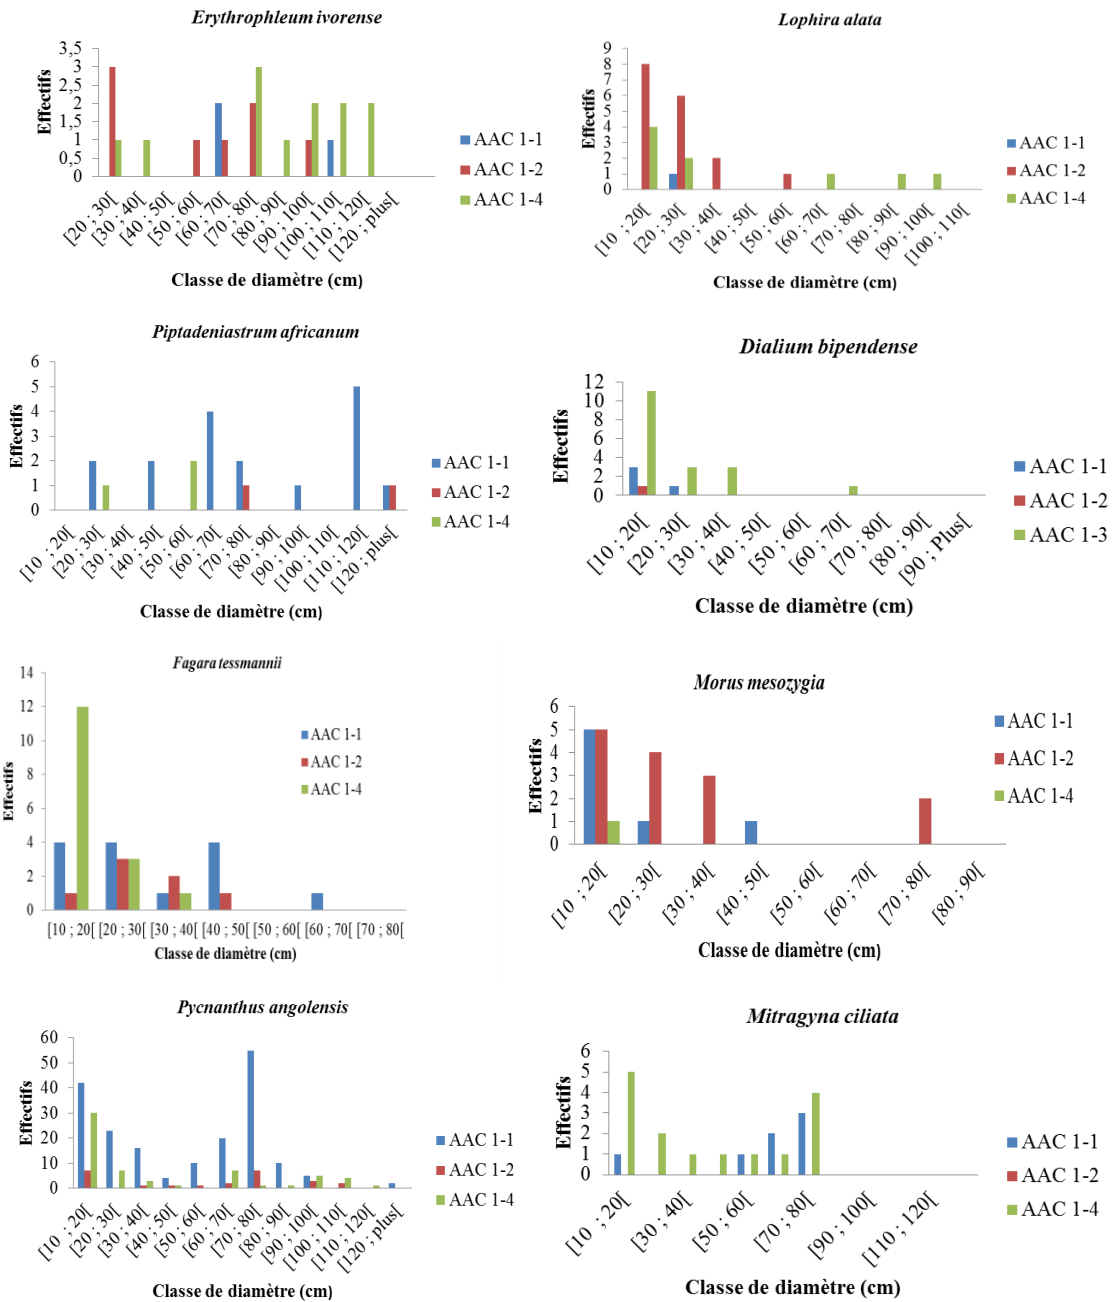 Erythrophleum ivorense
Effectifs
3,5
3
2,5
2
1,5
1
0,5
0
[20 ; 30[
[30 ; 40[
[40 ; 50[
[50 ; 60[
[60 ; 70[
[70 ; 80[
[80 ; 90[
[90 ; 100[
[100 ; 110[
[110 ; 120[
[120 ; plus[
Classe de diamètre (cm)
AAC 1-1
AAC 1-2
AAC 1-4
Lophira alata
Effectifs
9
8
7
6
5
4
3
2
1
0
[10 ; 20[
[20 ; 30[
[30 ; 40[
[40 ; 50[
[50 ; 60[
[60 ; 70[
[70 ; 80[
[80 ; 90[
[90 ; 100[
[100 ; 110[
Classe de diamètre (cm)
AAC 1-1
AAC 1-2
AAC 1-4
Piptadeniastrum africanum
Effectifs
6
5
4
3
2
1
0
[10 ; 20[
[20 ; 30[
[30 ; 40[
[40 ; 50[
[50 ; 60[
[60 ; 70[
[70 ; 80[
[80 ; 90[
[90 ; 100[
[100 ; 110[
[110 ; 120[
[120 ; plus[
Classe de diamètre (cm)
AAC 1-1
AAC 1-2
AAC 1-4
Dialium bipendense
Effectifs
12
10
8
6
4
2
0
[10 ; 20[
[20 ; 30[
[30 ; 40[
[40 ; 50[
[50 ; 60[
[60 ; 70[
[70 ; 80[
[80 ; 90[
[90 ; Plus[
Classe de diamètre (cm)
AAC 1-1
AAC 1-2
AAC 1-3
Fagara tessmannii
Effectifs
14
12
10
8
6
4
2
0
[10 ; 20[ [20 ; 30[ [30 ; 40[ [40 ; 50[ [50 ; 60[ [60 ; 70[ [70 ; 80[
Classe de diamètre (cm)
AAC 1-1
AAC 1-2
AAC 1-4
Morus mesozygia
Effectifs
6
5
4
3
2
1
0
[10 ; 20[
[20 ; 30[
[30 ; 40[
[40 ; 50[
[50 ; 60[
[60 ; 70[
[70 ; 80[
[80 ; 90[
Classe de diamètre (cm)
AAC 1-1
AAC 1-2
AAC 1-4
Pycnanthus angolensis
Effectifs
60
50
40
30
20
10
0
[10 ; 20[
[20 ; 30[
[30 ; 40[
[40 ; 50[
[50 ; 60[
[60 ; 70[
[70 ; 80[
[80 ; 90[
[90 ; 100[
[100 ; 110[
[110 ; 120[
[120 ; plus[
Classe de diamètre (cm)
AAC 1-1
AAC 1-2
AAC 1-4
Mitragyna ciliata
Effectifs
6
5
4
3
2
1
0
[10 ; 20[
[30 ; 40[
[50 ; 60[
[70 ; 80[
[90 ; 100[
[110 ; 120[
Classe de diamètre (cm)
AAC 1-1
AAC 1-2
AAC 1-4